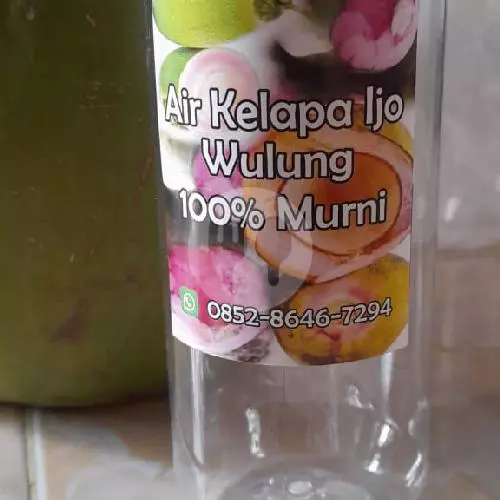 Air Kelapa Ijo
Wulung
100% Murni
0852-8646-7294